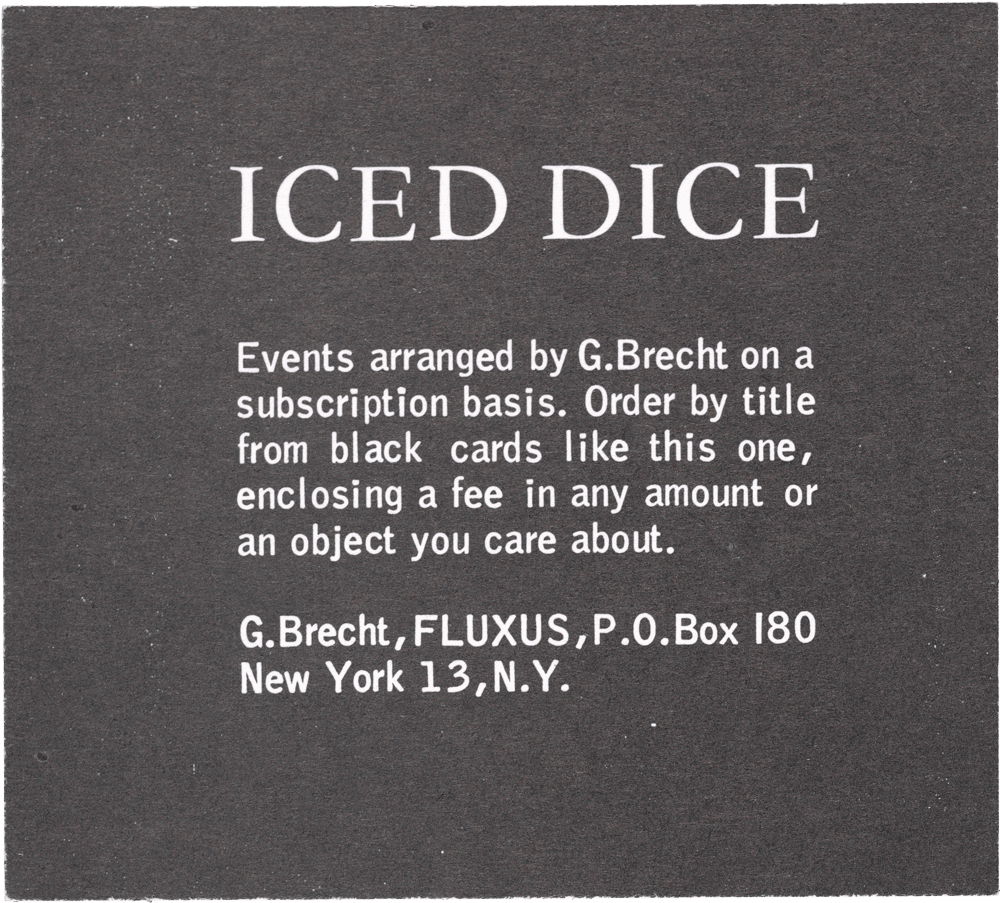 ICED DICE
Events arranged by G.Brecht on a
subscription basis. Order by title
from black cards like this one,
enclosing a fee in any amount or
an object you care about.
G.Brecht, FLUXUS, P.O.Box 180
New York 13, N.Y.